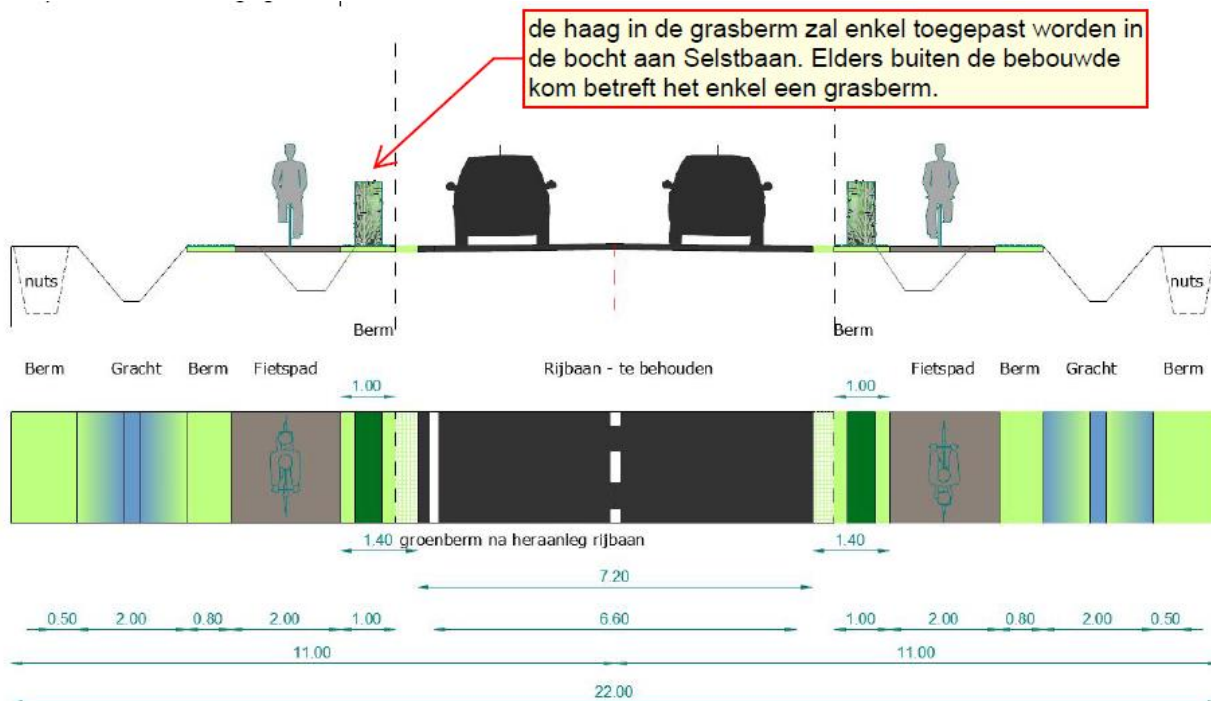 de haag in de grasberm zal enkel toegepast worden in
de bocht aan Selstbaan. Elders buiten de bebouwde
kom betreft het enkel een grasberm.
nuts
nuts
Berm
Berm
Berm Gracht Berm Fietspad Rijbaan - te behouden Fietspad Berm Gracht Berm
1.00 1.00
1.40 groenberm na heraanleg rijbaan 1.40
7.20
0.50 2.00 0.80 2.00 1.00 6.60 1.00 2.00 0.80 2.00 0.50
11.00 11.00
22.00